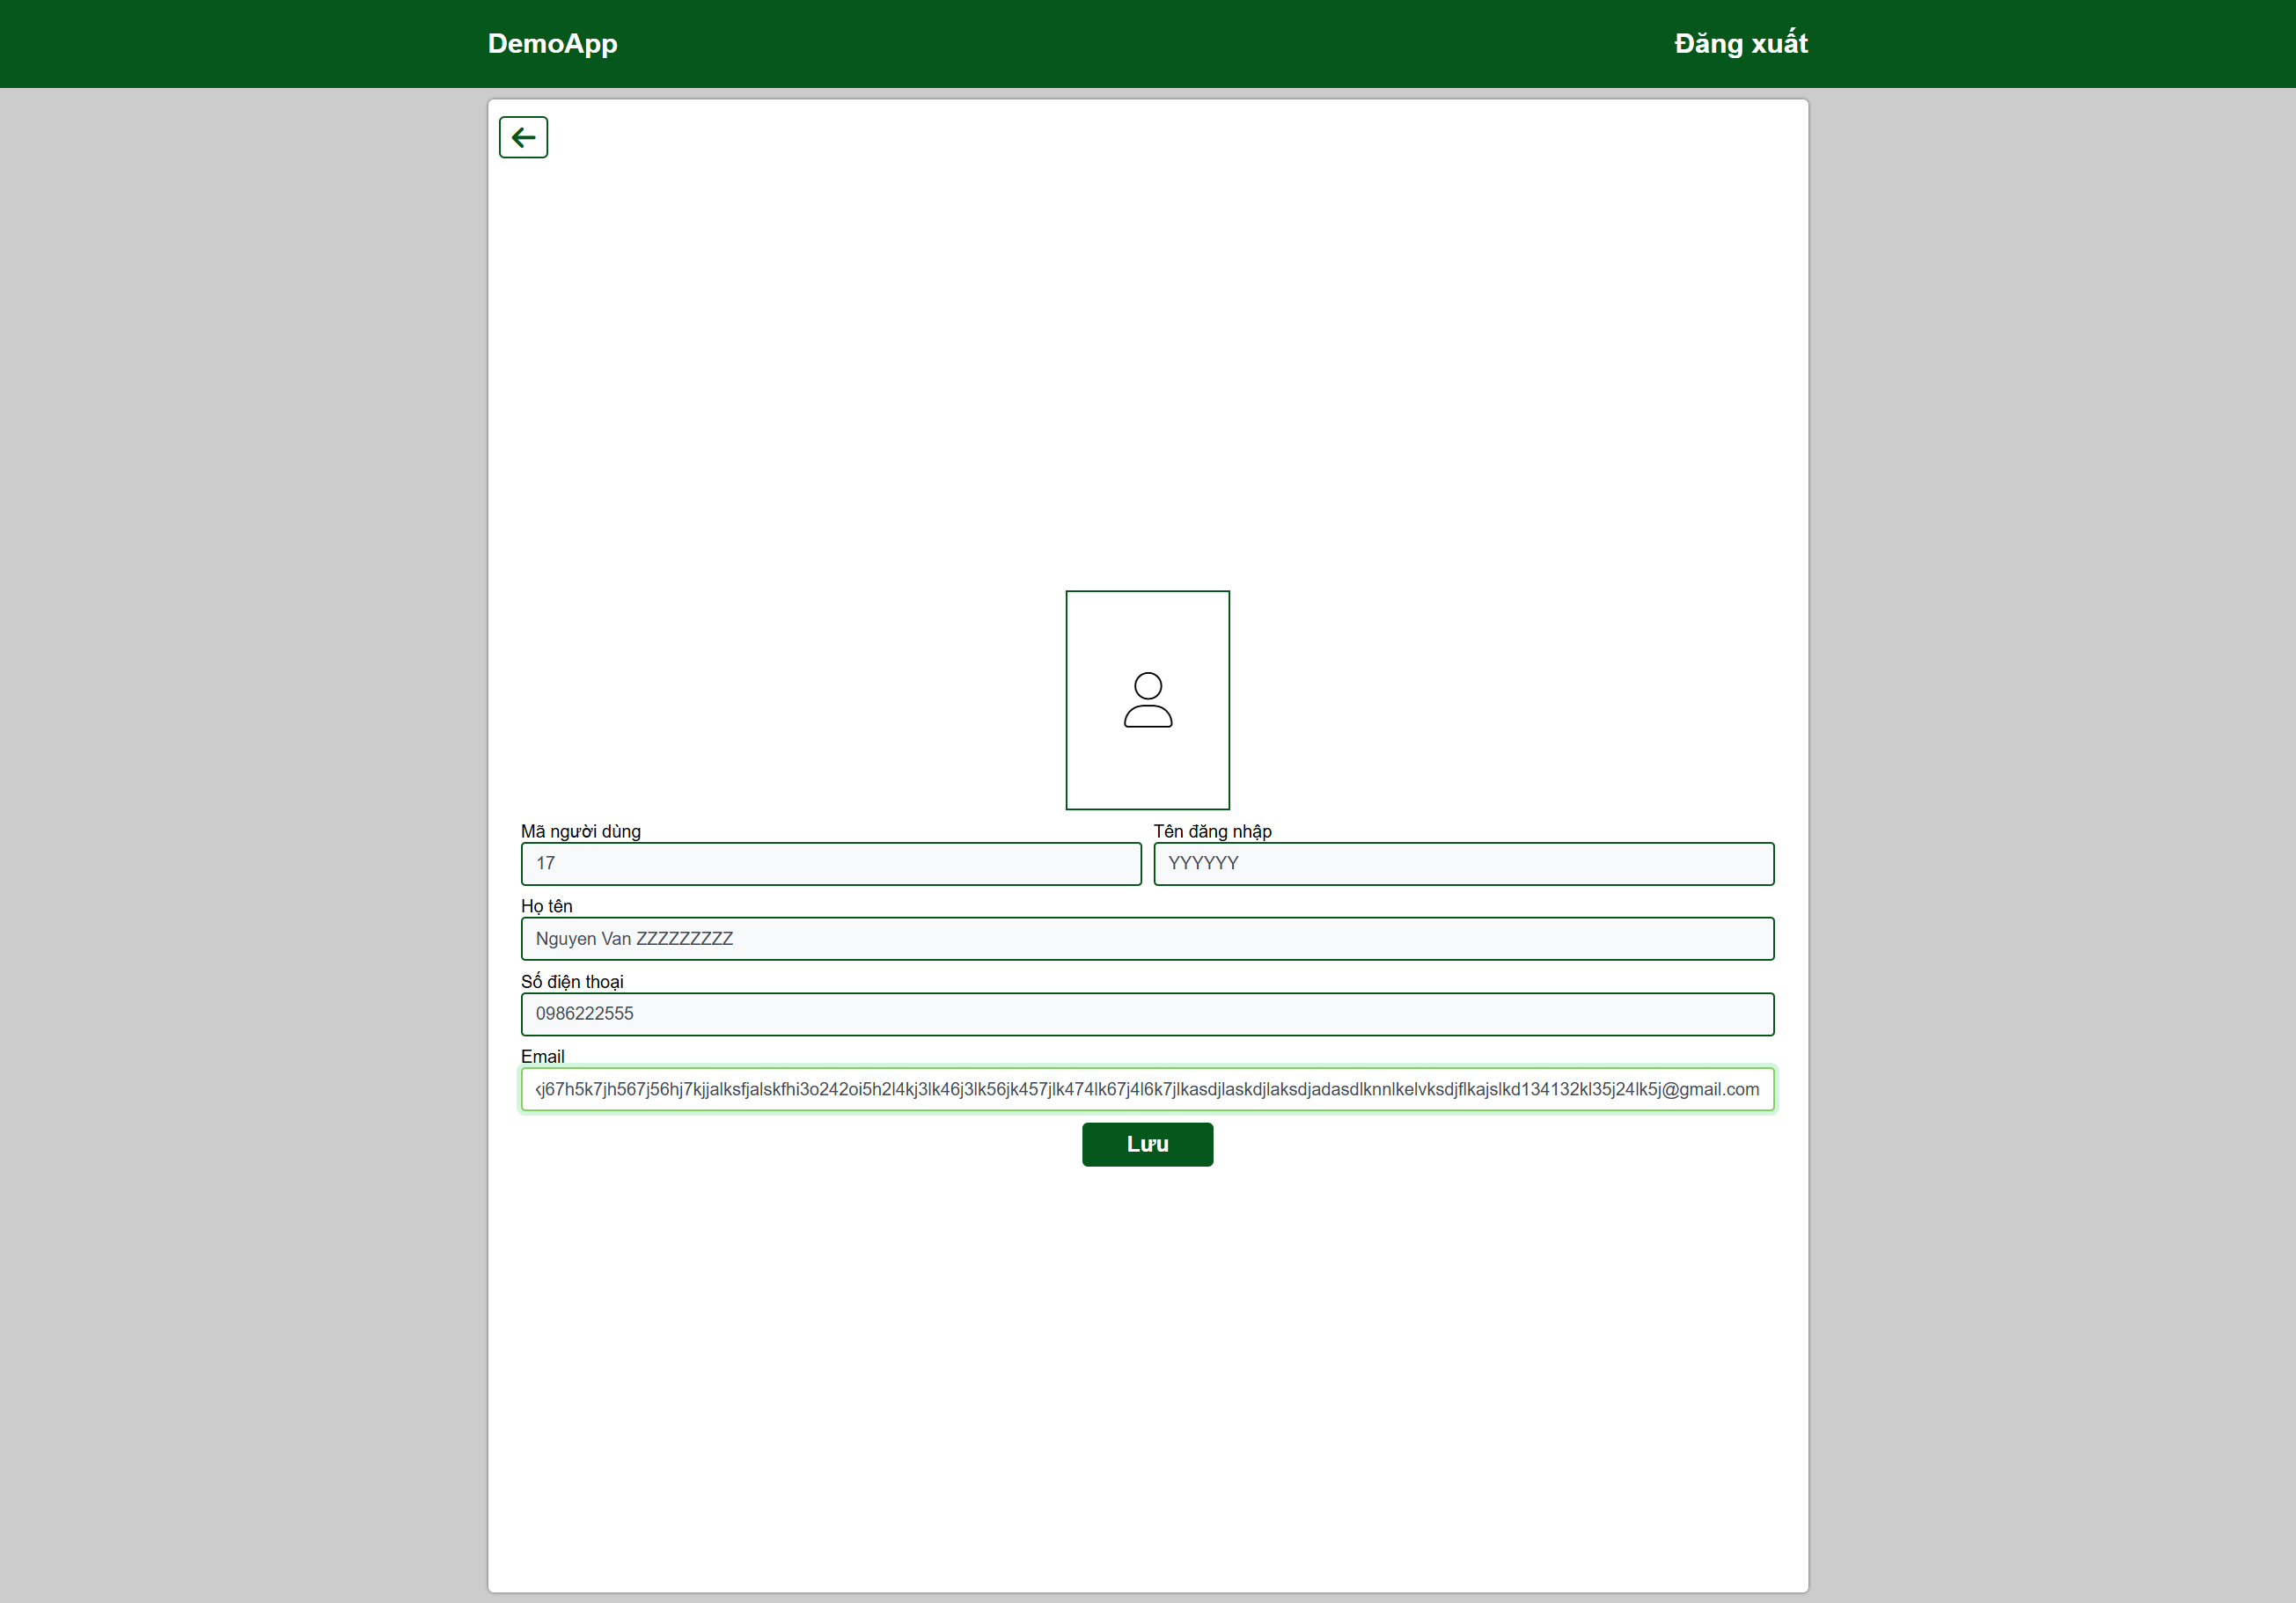 DemoApp
Đăng xuất
Mã người dùng
Tên đăng nhập
17
YYYYYY
Họ tên
Nguyen Van ZZZZZZZZZ
Số điện thoại
0986222555
Email
kj67h5k7jh567j56hj7kjjalksfjalskfhi3o242oi5h2l4kj3lk46j3lk56jk457jlk474lk67j4l6k7jlkasdjlaskdjlaksdjadasdlknnlkelvksdjflkajslkd134132kl35j24lk5j@gmail.com
Lưu